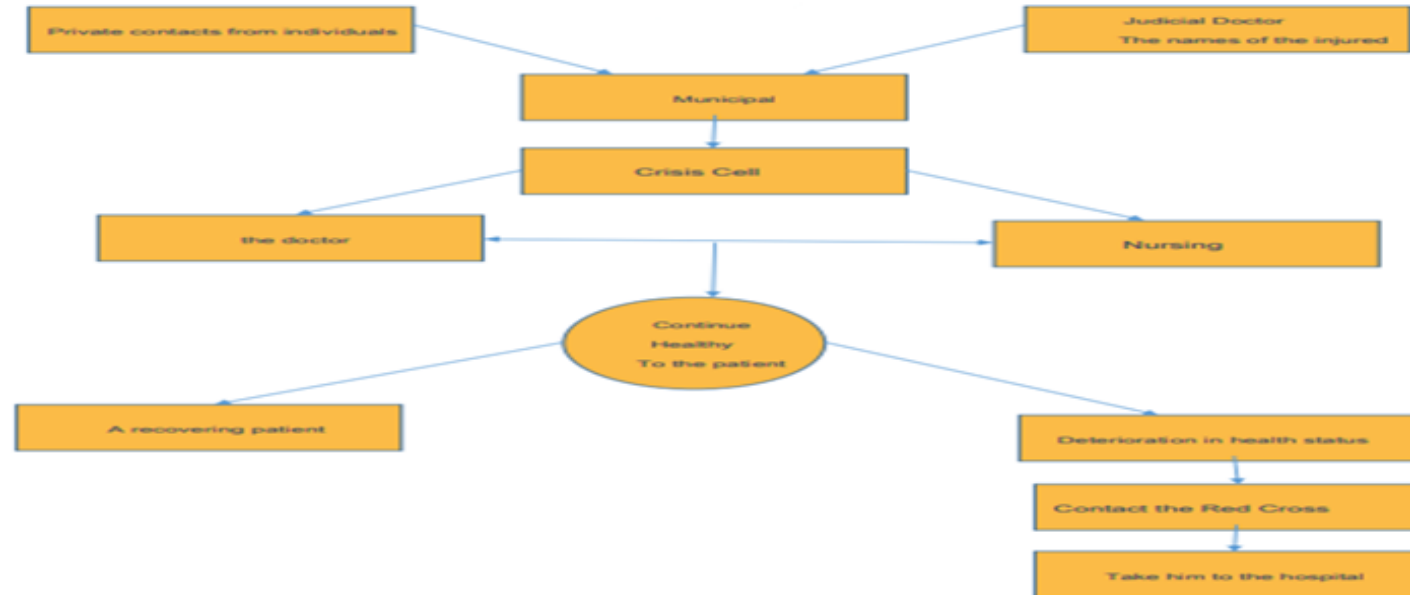 Private contacts from individuals
Judicial Doctor
The names of the injured
Municipal
Crisis Cell
the doctor
Nursing
Continue
Healthy
To the patient
A recovering patient
Deterioration in health status
Contact the Red Cross
Take him to the hospital